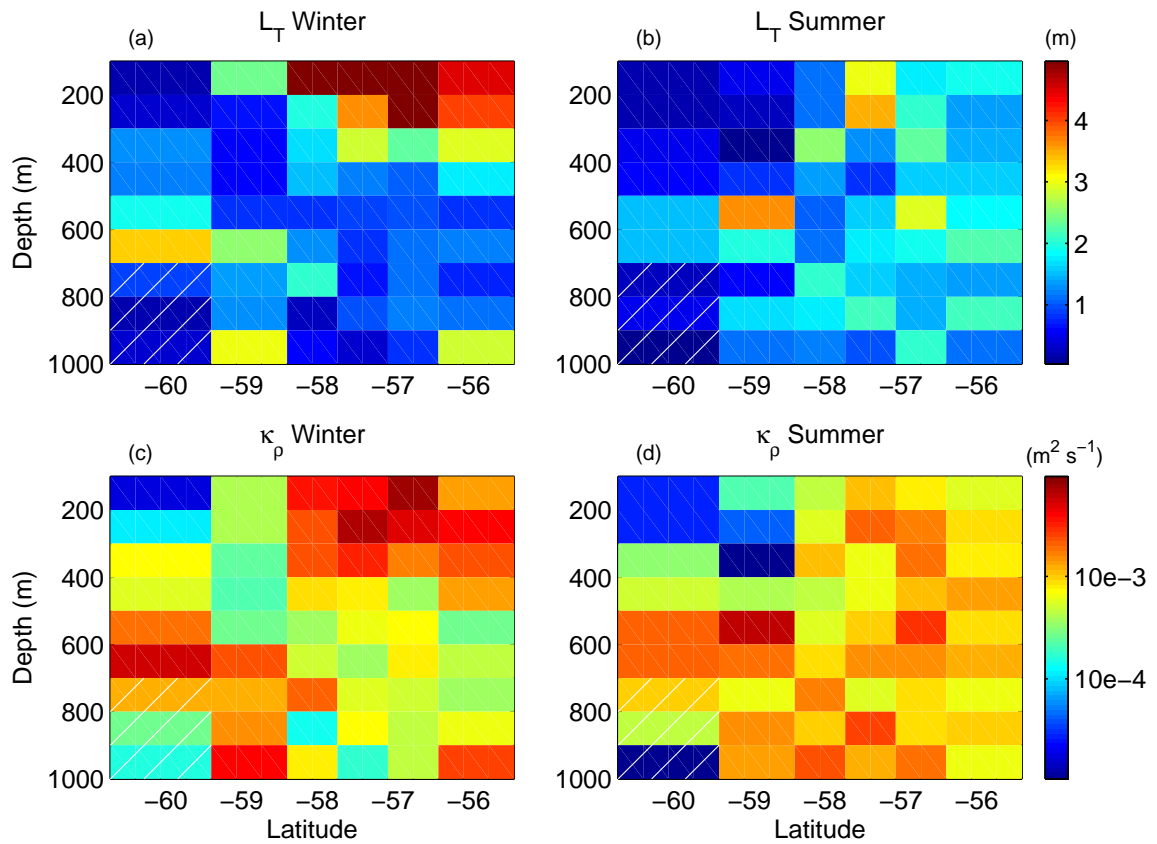 (a)
L_T Winter
(b)
L_T Summer
(m)
200
400
600
800
1000
Depth (m)
−60
−59
−58
−57
−56
200
400
600
800
1000
−60
−59
−58
−57
−56
4
3
2
1
(c)
κ_ρ Winter
(d)
κ_ρ Summer
(m² s⁻¹)
200
400
600
800
1000
Depth (m)
−60
−59
−58
−57
−56
Latitude
200
400
600
800
1000
−60
−59
−58
−57
−56
Latitude
10e−3
10e−4